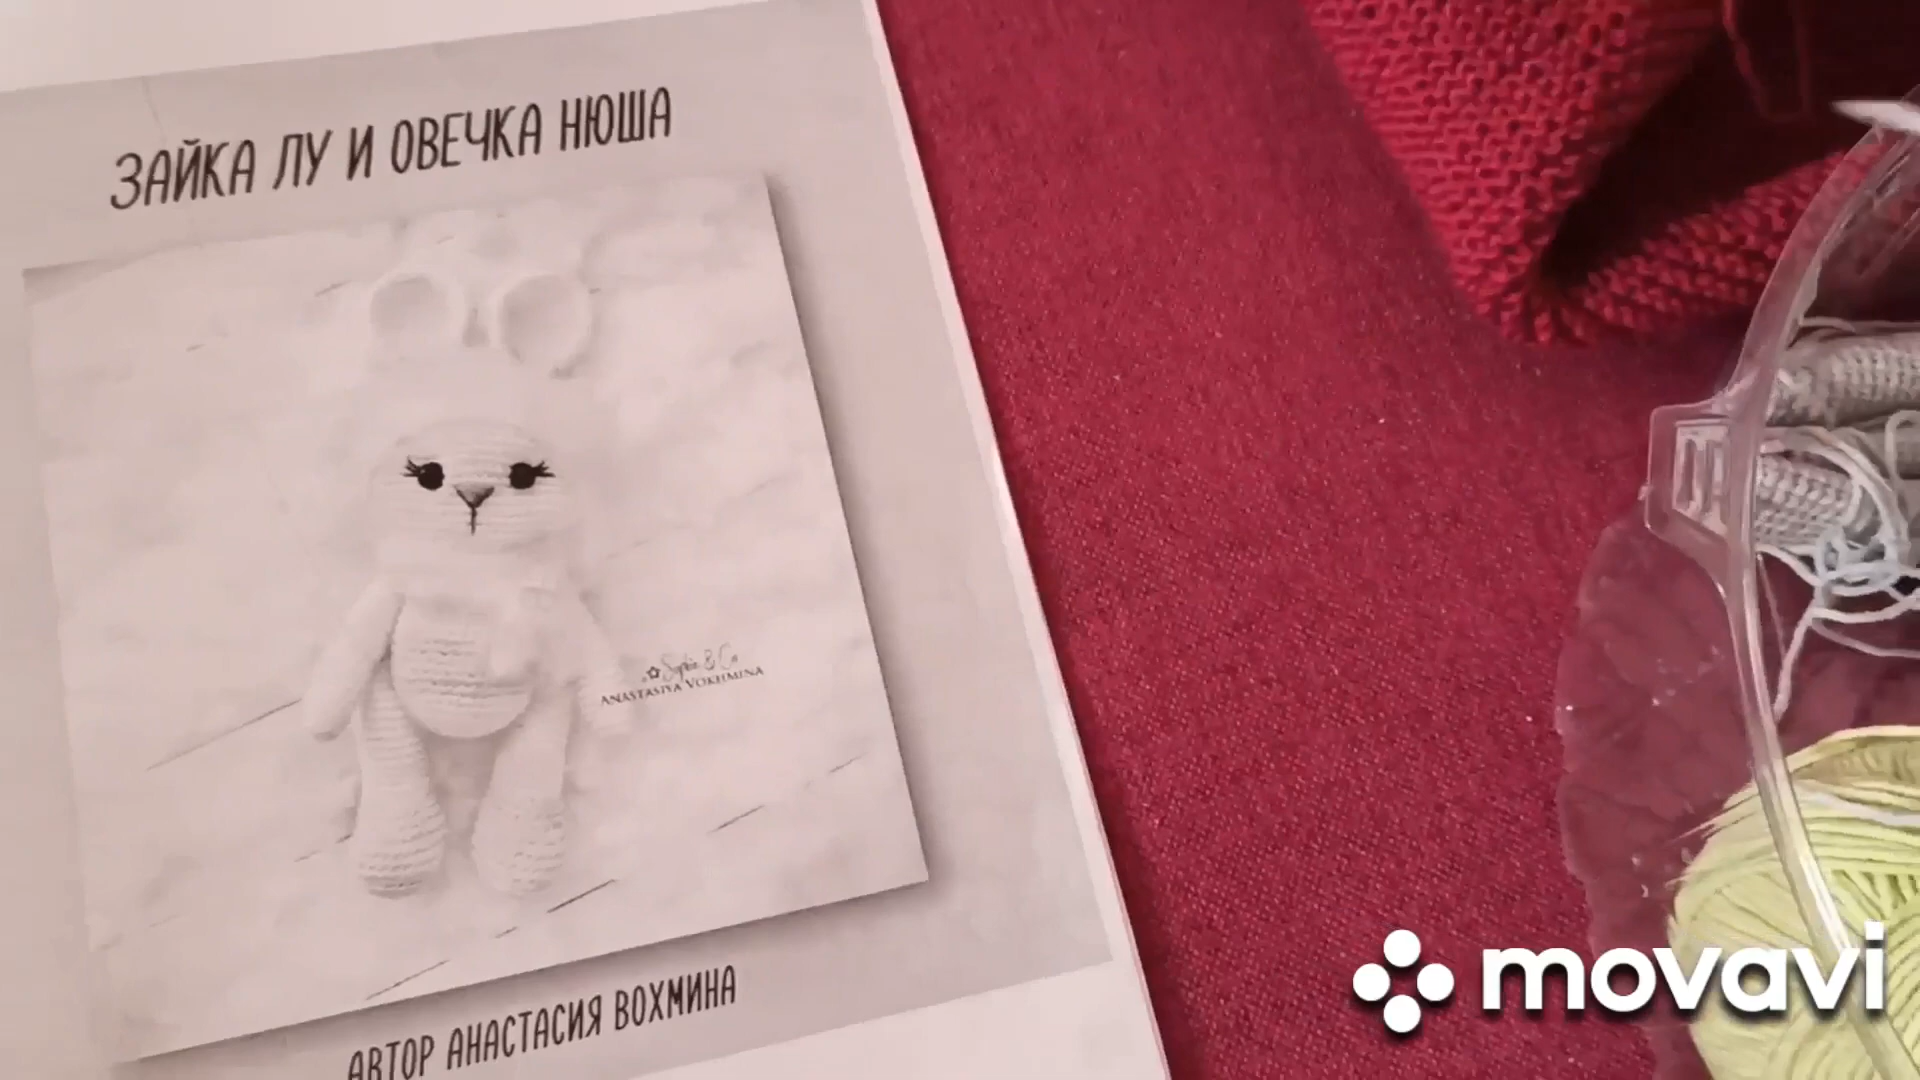 ЗАЙКА ЛУ И ОВЕЧКА НЮША
Sophie & Co
ANASTASIYA VOKHMINA
АВТОР АНАСТАСИЯ ВОХМИНА
movavi